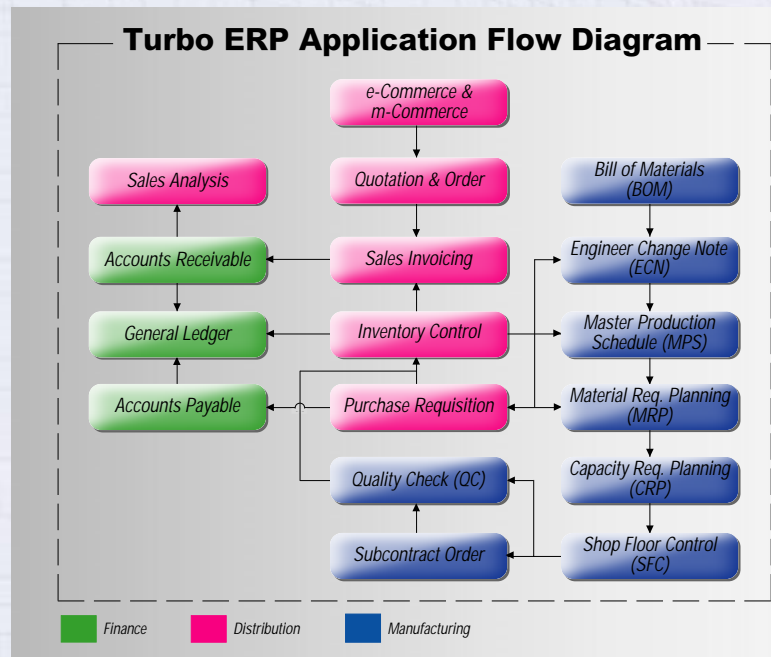 Turbo ERP Application Flow Diagram
e-Commerce &
m-Commerce
Sales Analysis
Quotation & Order
Bill of Materials
(BOM)
Accounts Receivable
Sales Invoicing
Engineer Change Note
(ECN)
General Ledger
Inventory Control
Master Production
Schedule (MPS)
Accounts Payable
Purchase Requisition
Material Req. Planning
(MRP)
Quality Check (QC)
Capacity Req. Planning
(CRP)
Subcontract Order
Shop Floor Control
(SFC)
Finance
Distribution
Manufacturing